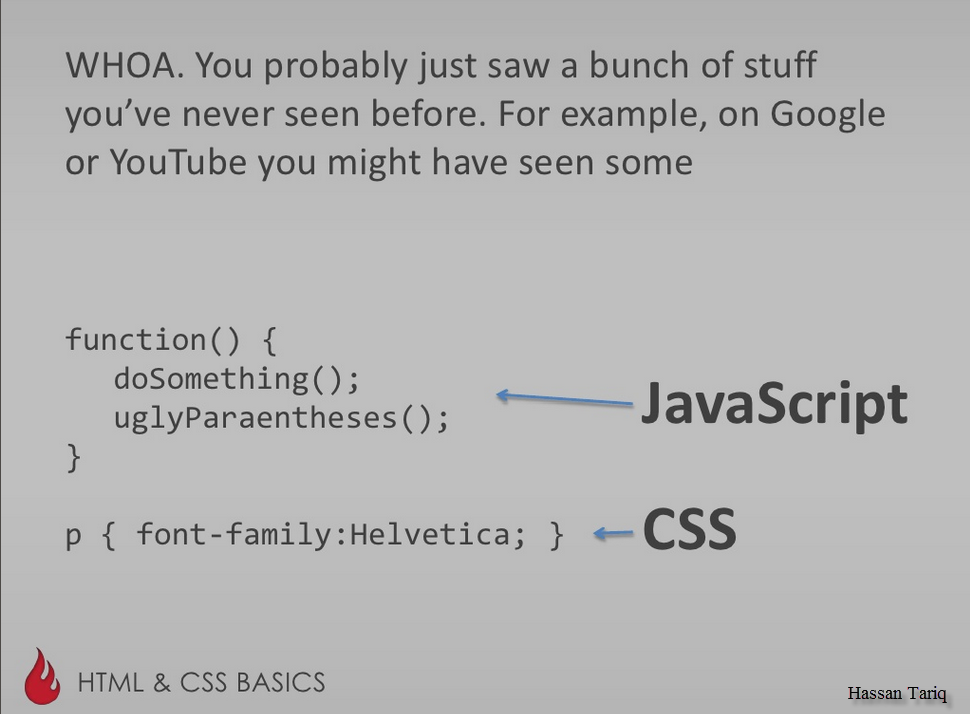 WHOA. You probably just saw a bunch of stuff
you’ve never seen before. For example, on Google
or YouTube you might have seen some
function() {
doSomething();
uglyParaentheses();
}
JavaScript
p { font-family:Helvetica; }
CSS
HTML & CSS BASICS
Hassan Tariq